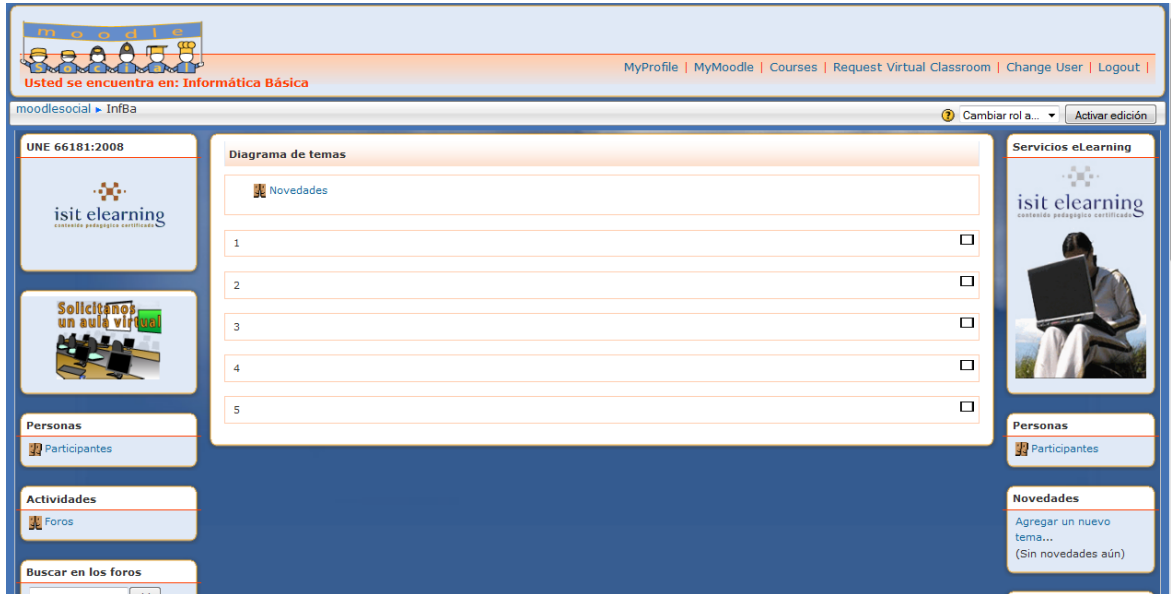 moodle
Social
Usted se encuentra en: Informática Básica
MyProfile | MyMoodle | Courses | Request Virtual Classroom | Change User | Logout |
moodlesocial ► InfBa
Cambiar rol a...
Activar edición
UNE 66181:2008
isit elearning
contenido pedagógico certificado
Solicítanos
un aula virtual
Personas
Participantes
Actividades
Foros
Buscar en los foros
Diagrama de temas
Novedades
1
2
3
4
5
Servicios eLearning
isit elearning
contenido pedagógico certificado
Personas
Participantes
Novedades
Agregar un nuevo
tema...
(Sin novedades aún)